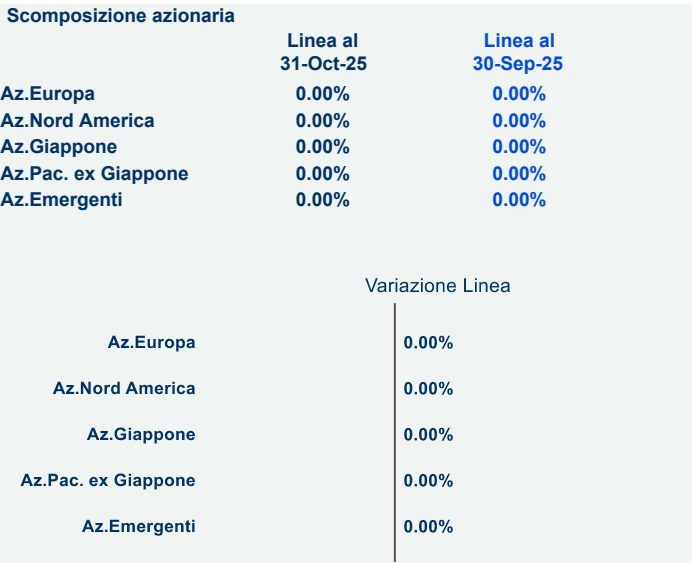 Scomposizione azionaria
Linea al Linea al
31-Oct-25 30-Sep-25
Az.Europa 0.00% 0.00%
Az.Nord America 0.00% 0.00%
Az.Giappone 0.00% 0.00%
Az.Pac. ex Giappone 0.00% 0.00%
Az.Emergenti 0.00% 0.00%
Variazione Linea
Az.Europa 0.00%
Az.Nord America 0.00%
Az.Giappone 0.00%
Az.Pac. ex Giappone 0.00%
Az.Emergenti 0.00%